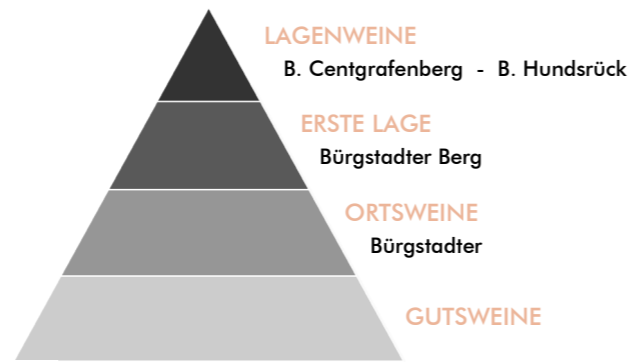 LAGENWEINE
B. Centgrafenberg - B. Hundsrück
ERSTE LAGE
Bürgstadter Berg
ORTSWEINE
Bürgstadter
GUTSWEINE